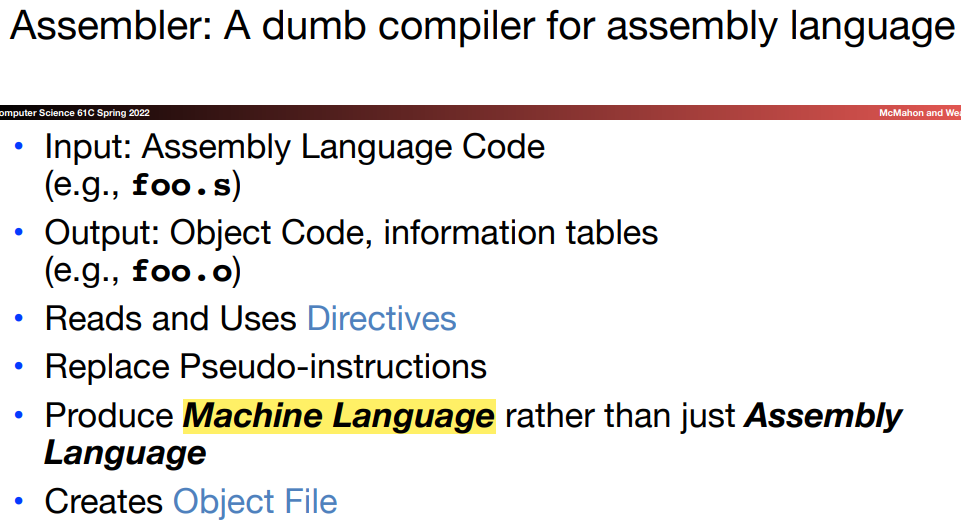 Assembler: A dumb compiler for assembly language
omputer Science 61C Spring 2022
McMahon and Wea
• Input: Assembly Language Code
(e.g., foo.s)
• Output: Object Code, information tables
(e.g., foo.o)
• Reads and Uses Directives
• Replace Pseudo-instructions
• Produce Machine Language rather than just Assembly
Language
• Creates Object File